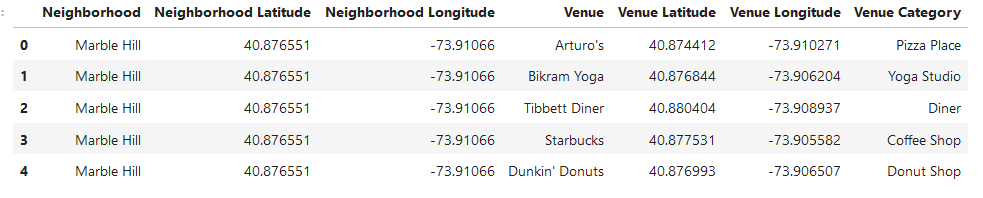 Neighborhood Neighborhood Latitude Neighborhood Longitude Venue Venue Latitude Venue Longitude Venue Category
0 Marble Hill 40.876551 -73.91066 Arturo's 40.874412 -73.910271 Pizza Place
1 Marble Hill 40.876551 -73.91066 Bikram Yoga 40.876844 -73.906204 Yoga Studio
2 Marble Hill 40.876551 -73.91066 Tibbett Diner 40.880404 -73.908937 Diner
3 Marble Hill 40.876551 -73.91066 Starbucks 40.877531 -73.905582 Coffee Shop
4 Marble Hill 40.876551 -73.91066 Dunkin' Donuts 40.876993 -73.906507 Donut Shop